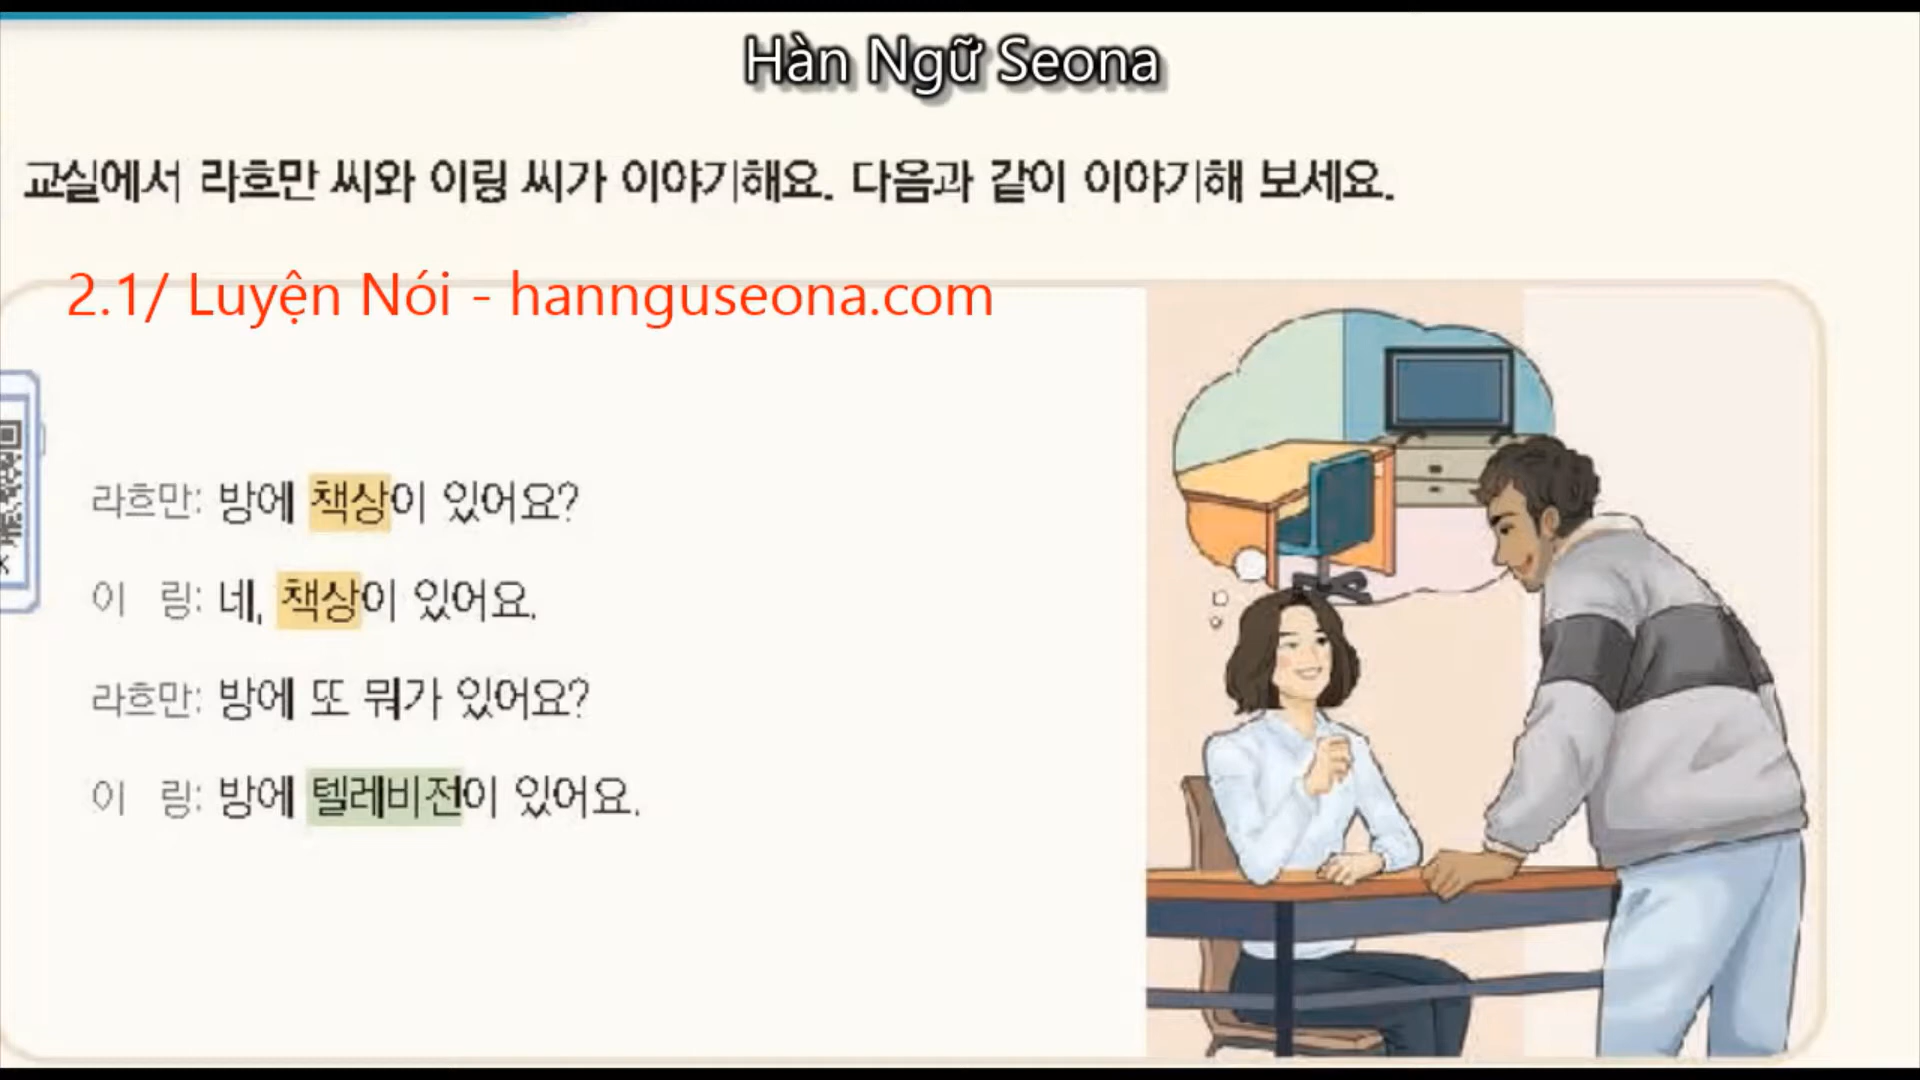 Hàn Ngữ Seona
교실에서 라흐만 씨와 이링 씨가 이야기해요. 다음과 같이 이야기해 보세요.
2.1/ Luyện Nói - hannguseona.com
라흐만: 방에 책상이 있어요?
이 링: 네, 책상이 있어요.
라흐만: 방에 또 뭐가 있어요?
이 링: 방에 텔레비전이 있어요.